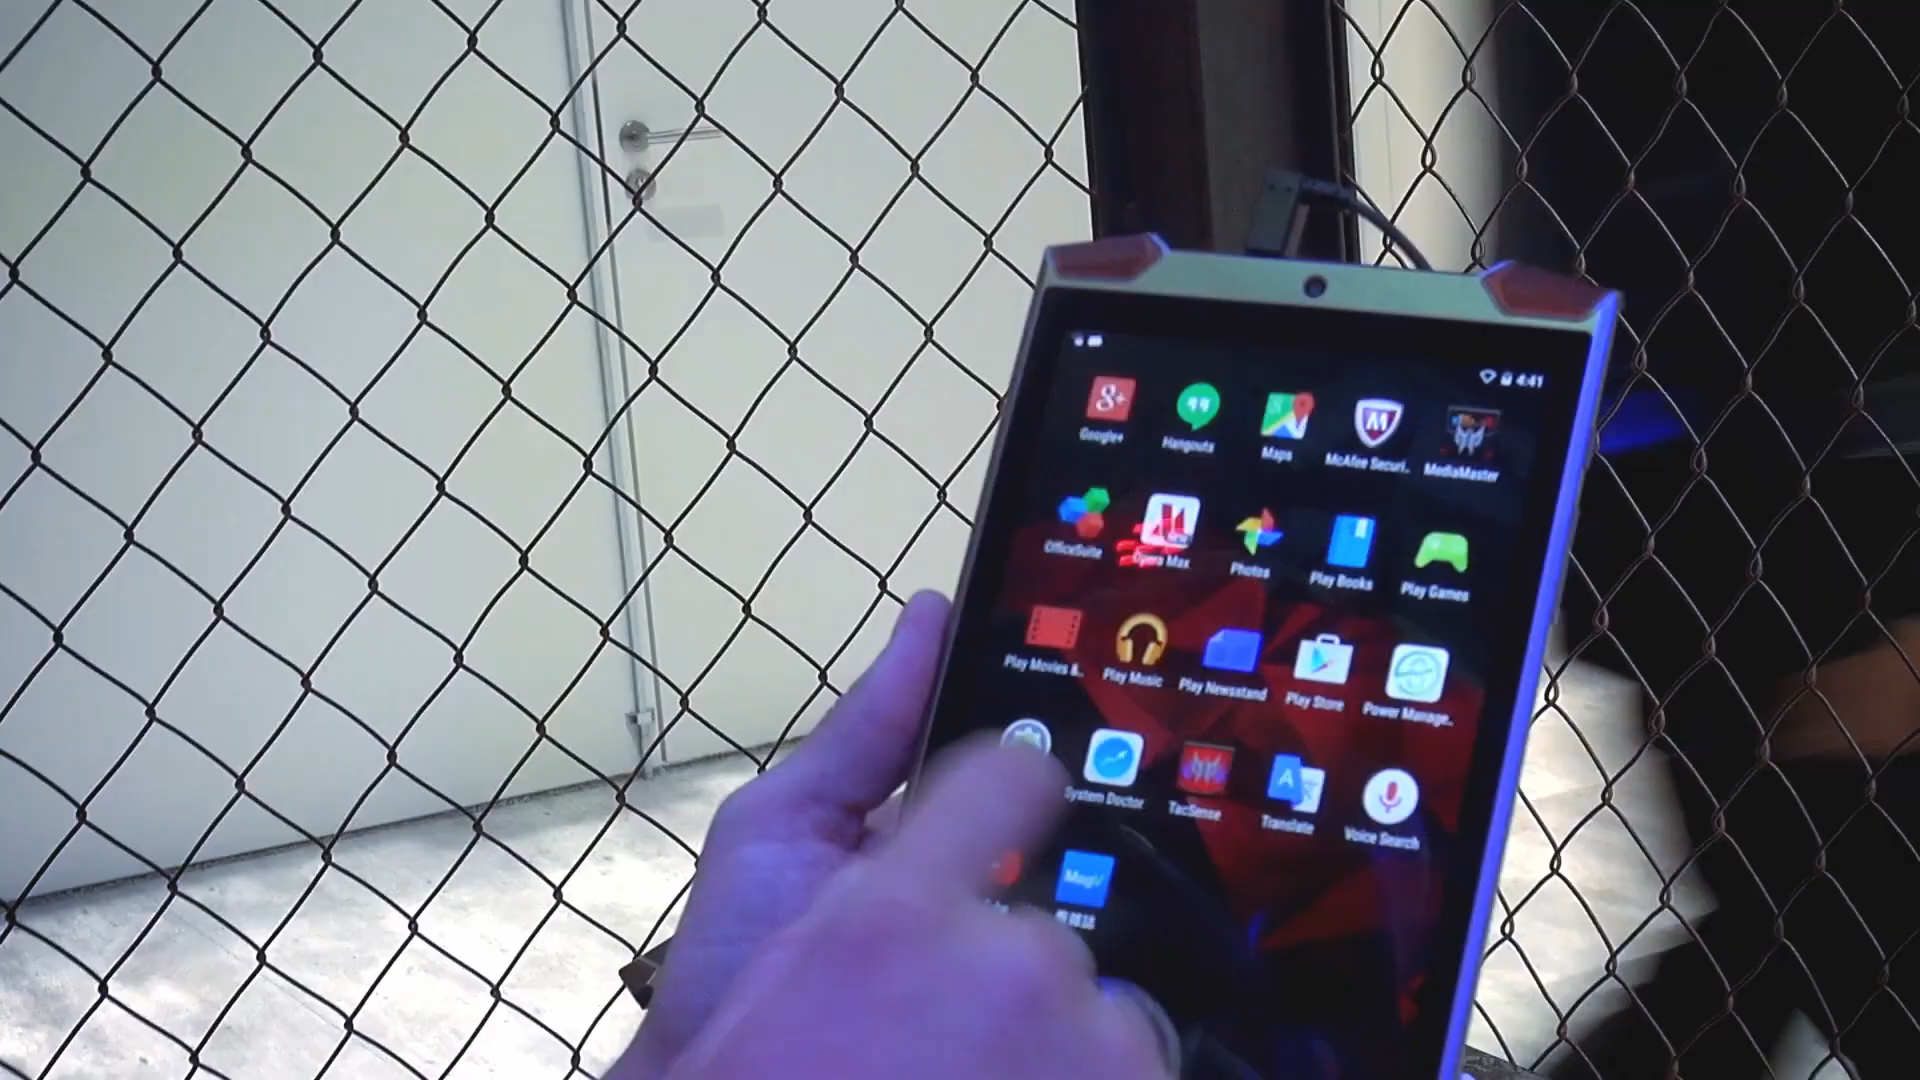 4:41
Google+
Hangouts
Maps
McAfee Securi..
MediaMaster
OfficeSuite
Opera Max
Photos
Play Books
Play Games
Play Movies &..
Play Music
Play Newsstand
Play Store
Power Manage..
System Doctor
TacSense
Translate
Voice Search